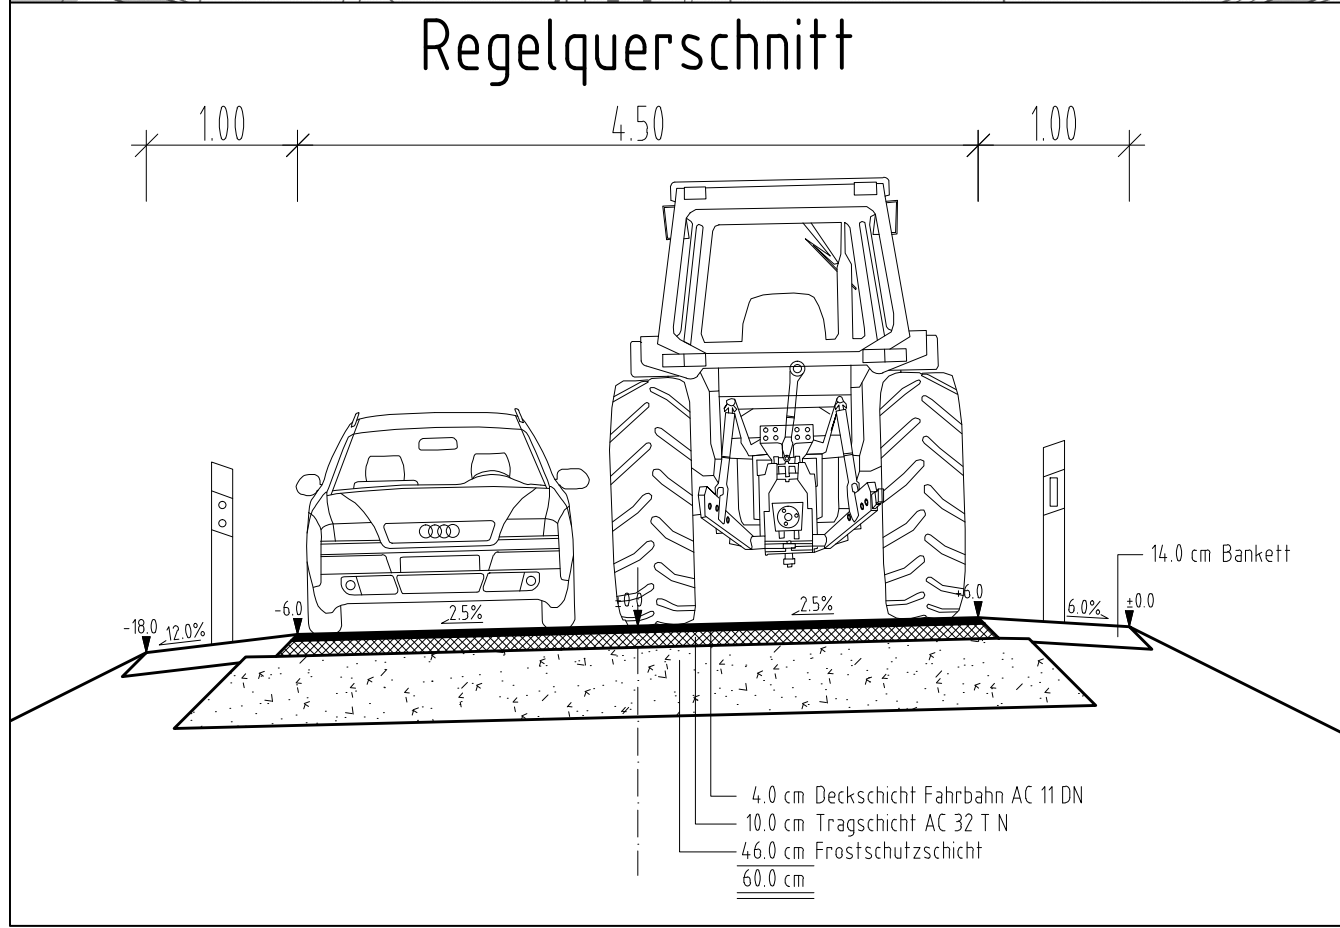 Regelquerschnitt
1.00 4.50 1.00
14.0 cm Bankett
-18.0 12.0% -6.0 2.5% ±0.0 2.5% +6.0 6.0% ±0.0
4.0 cm Deckschicht Fahrbahn AC 11 DN
10.0 cm Tragschicht AC 32 T N
46.0 cm Frostschutzschicht
60.0 cm